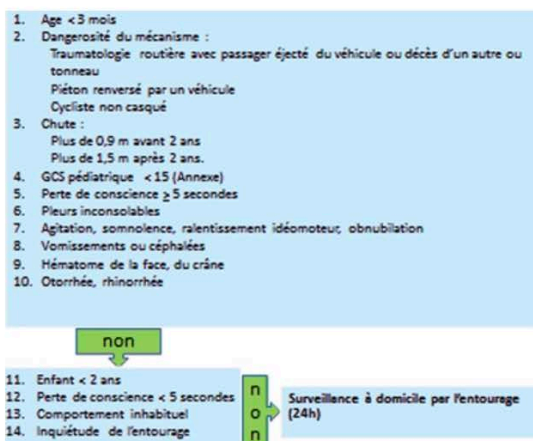 1. Age < 3 mois
2. Dangerosité du mécanisme :
Traumatologie routière avec passager éjecté du véhicule ou décès d'un autre ou
tonneau
Piéton renversé par un véhicule
Cycliste non casqué
3. Chute :
Plus de 0,9 m avant 2 ans
Plus de 1,5 m après 2 ans.
4. GCS pédiatrique < 15 (Annexe)
5. Perte de conscience ≥ 5 secondes
6. Pleurs inconsolables
7. Agitation, somnolence, ralentissement idéomoteur, obnubilation
8. Vomissements ou céphalées
9. Hématome de la face, du crâne
10. Otorrhée, rhinorrhée
non
11. Enfant < 2 ans
12. Perte de conscience < 5 secondes
13. Comportement inhabituel
14. Inquiétude de l'entourage
n
o
n
Surveillance à domicile par l'entourage
(24h)